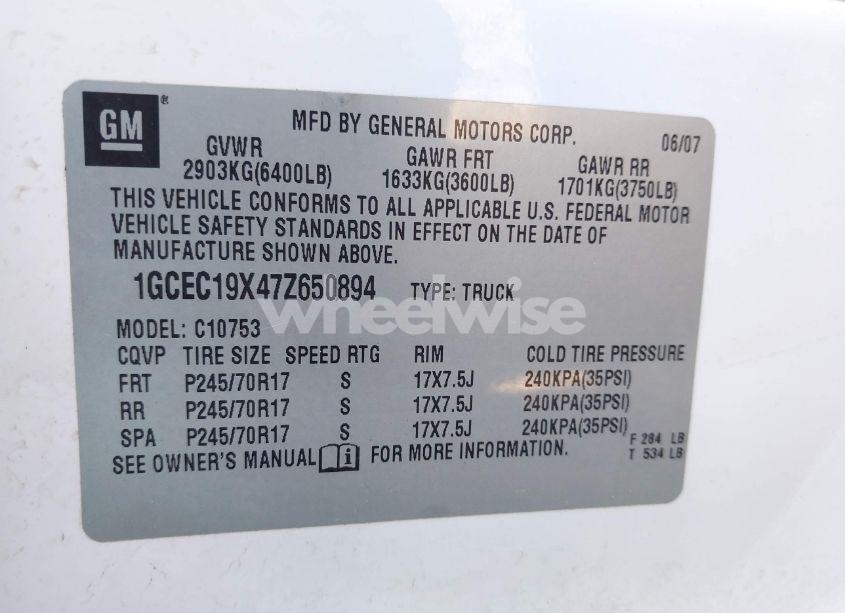 GM®
MFD BY GENERAL MOTORS CORP. 06/07
GVWR GAWR FRT GAWR RR
2903KG(6400LB) 1633KG(3600LB) 1701KG(3750LB)
THIS VEHICLE CONFORMS TO ALL APPLICABLE U.S. FEDERAL MOTOR
VEHICLE SAFETY STANDARDS IN EFFECT ON THE DATE OF
MANUFACTURE SHOWN ABOVE.
1GCEC19X47Z650894 TYPE: TRUCK
wheelwise
MODEL: C10753
CQVP TIRE SIZE SPEED RTG RIM COLD TIRE PRESSURE
FRT P245/70R17 S 17X7.5J 240KPA(35PSI)
RR P245/70R17 S 17X7.5J 240KPA(35PSI)
SPA P245/70R17 S 17X7.5J 240KPA(35PSI)
F 284 LB
T 534 LB
SEE OWNER'S MANUAL i FOR MORE INFORMATION.